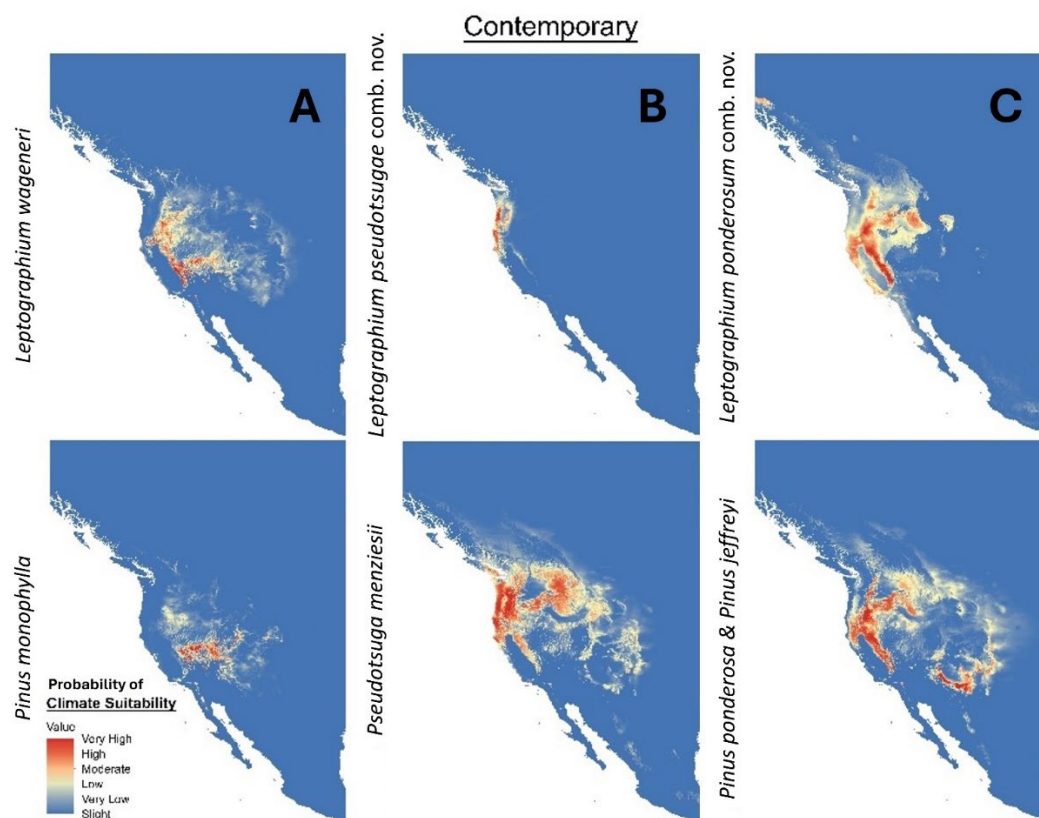 Contemporary
A
B
C
Leptographium wageneri
Leptographium pseudotsugae comb. nov.
Leptographium ponderosum comb. nov.
Pinus monophylla
Pseudotsuga menziesii
Pinus ponderosa & Pinus jeffreyi
Probability of
Climate Suitability
Value
Very High
High
Moderate
Low
Very Low
Slight